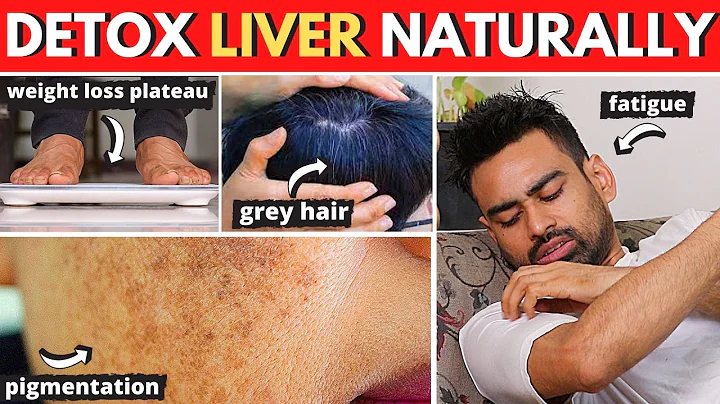 DETOX LIVER NATURALLY
weight loss plateau
grey hair
fatigue
pigmentation